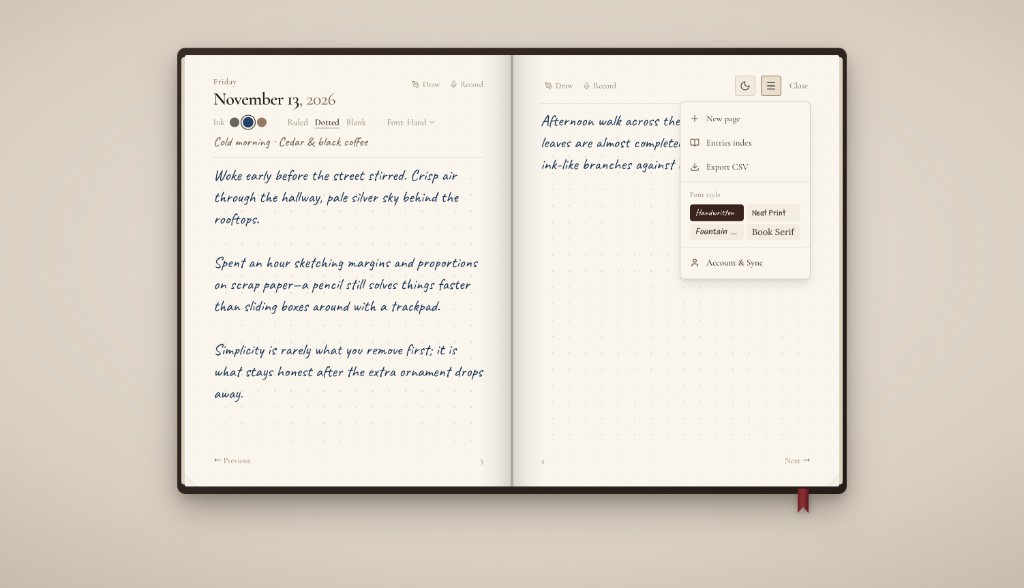 Friday
November 13, 2026
Draw
Record
Ink
Ruled Dotted Blank
Font: Hand
Cold morning · Cedar & black coffee
Woke early before the street stirred. Crisp air
through the hallway, pale silver sky behind the
rooftops.
Spent an hour sketching margins and proportions
on scrap paper—a pencil still solves things faster
than sliding boxes around with a trackpad.
Simplicity is rarely what you remove first; it is
what stays honest after the extra ornament drops
away.
← Previous
3
Draw
Record
Close
Afternoon walk across the
leaves are almost
ink-like branches against
New page
Entries index
Export CSV
Font style
Handwritten
Neat Print
Fountain ...
Book Serif
Account & Sync
4
Next →